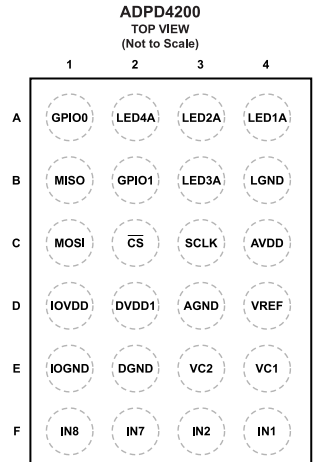 ADPD4200
TOP VIEW
(Not to Scale)
1 2 3 4
A GPIO0 LED4A LED2A LED1A
B MISO GPIO1 LED3A LGND
C MOSI C̅S̅ SCLK AVDD
D IOVDD DVDD1 AGND VREF
E IOGND DGND VC2 VC1
F IN8 IN7 IN2 IN1